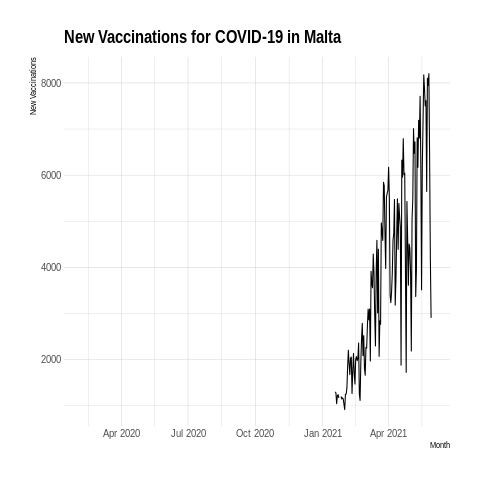 New Vaccinations for COVID-19 in Malta
New Vaccinations
8000
6000
4000
2000
Apr 2020 Jul 2020 Oct 2020 Jan 2021 Apr 2021
Month